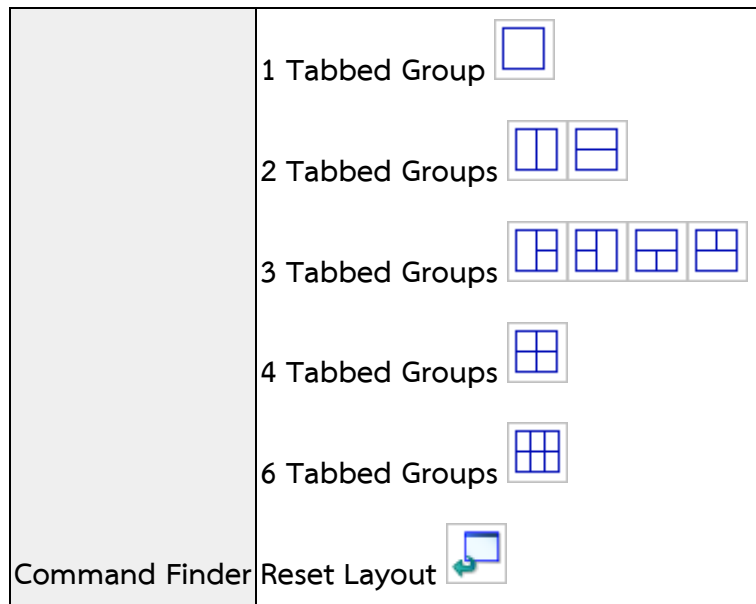 1 Tabbed Group
2 Tabbed Groups
3 Tabbed Groups
4 Tabbed Groups
6 Tabbed Groups
Command Finder Reset Layout